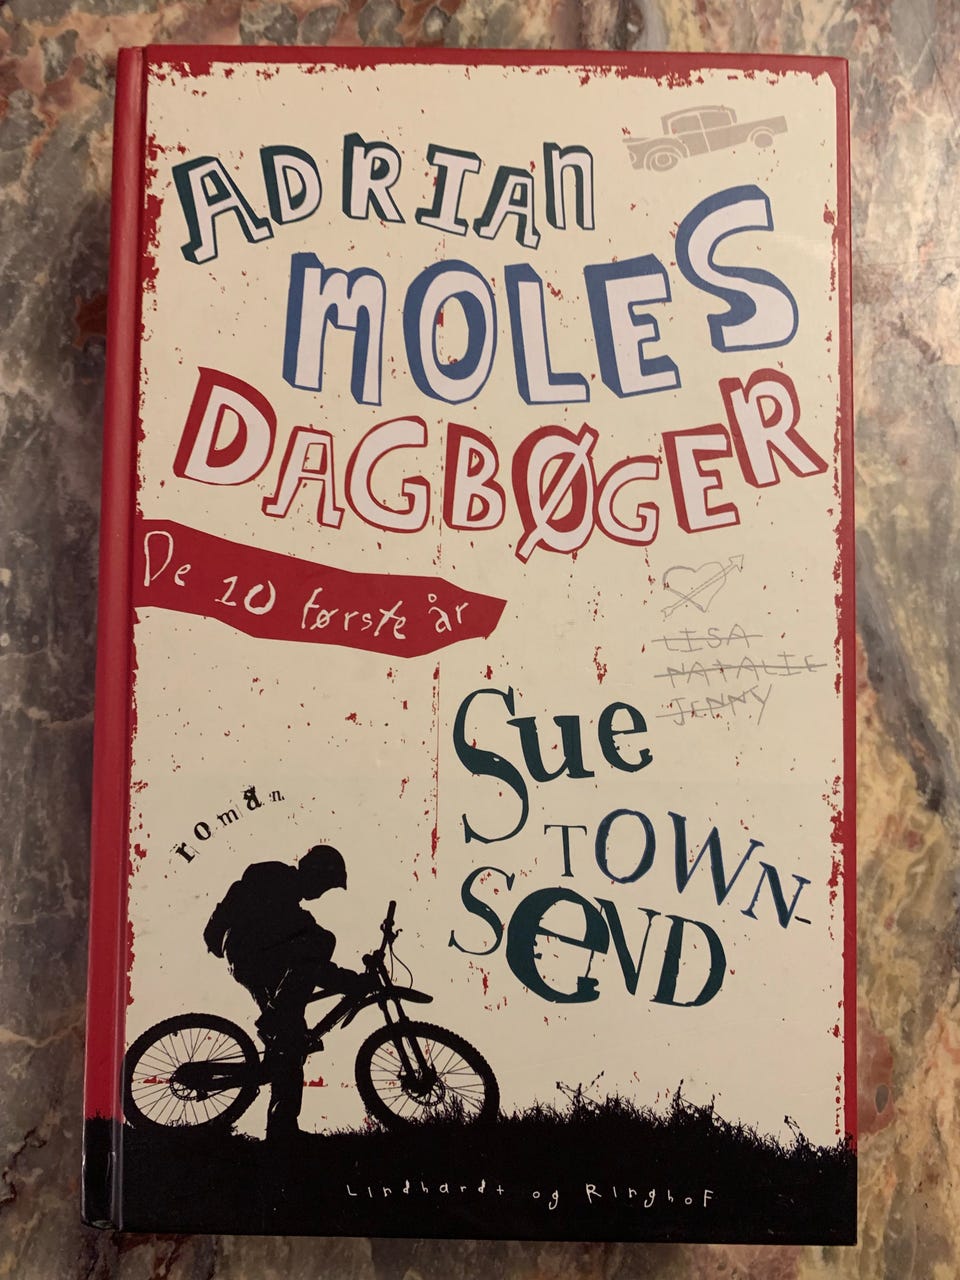 ADRIAN
MOLES
DAGBØGER
De 10 første år
LISA
NATALIE
JENNY
Sue
TOWN-
SeND
roman
Lindhardt og Ringhof